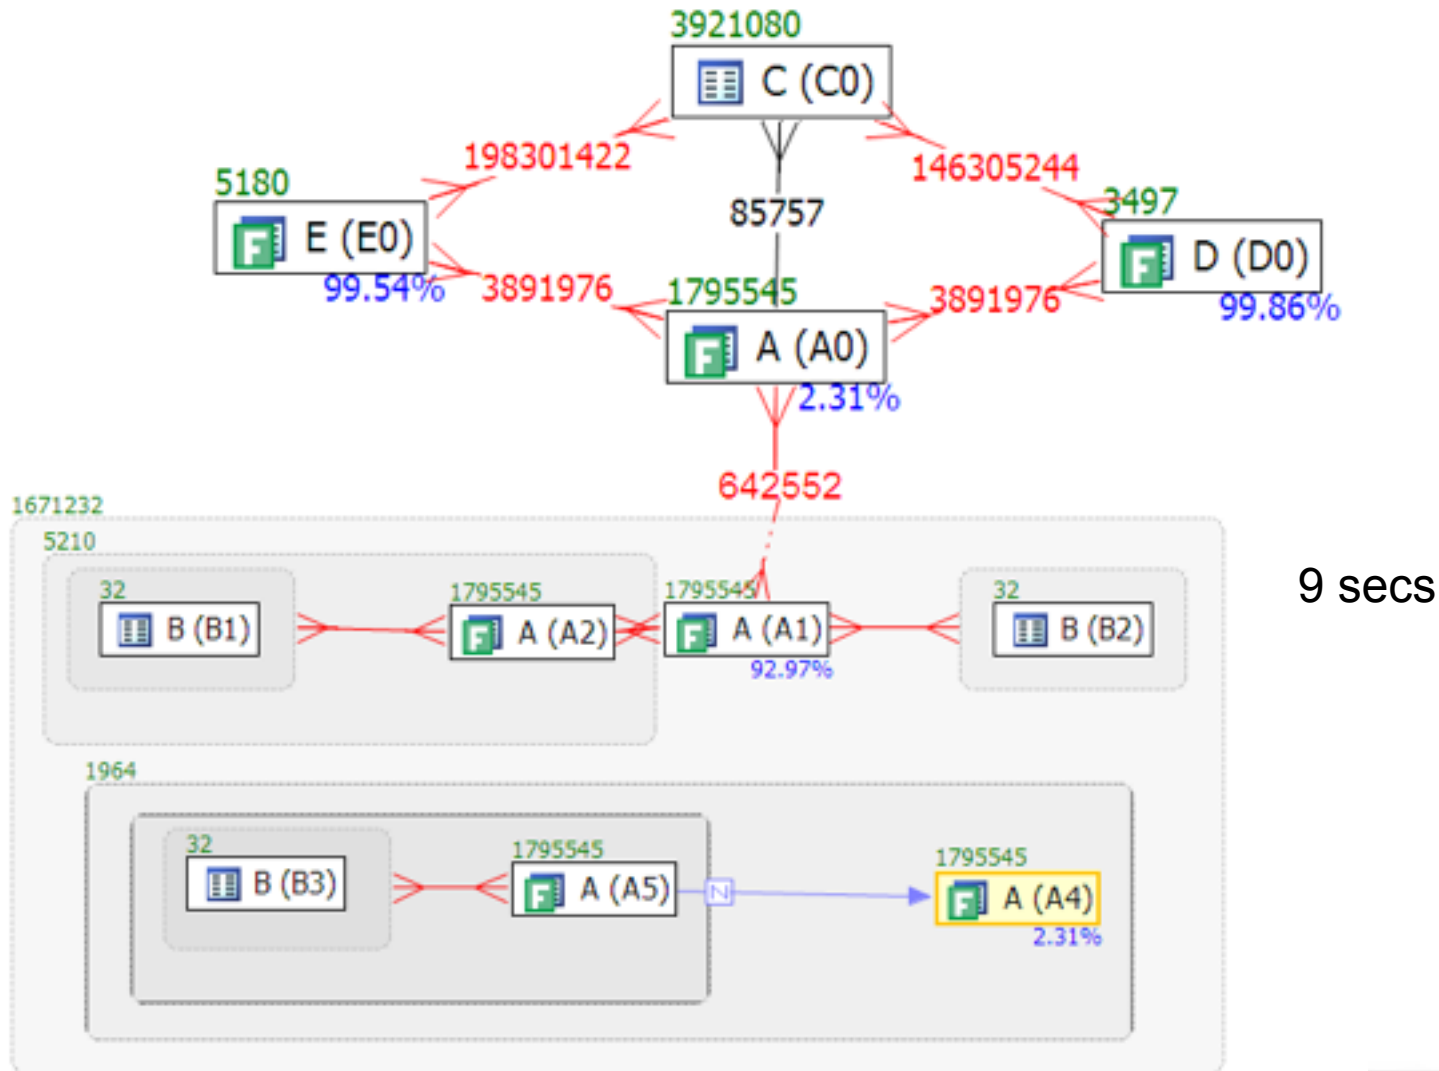 3921080
C (C0)
198301422
146305244
5180
85757
3497
F E (E0)
F D (D0)
99.54%
3891976
1795545
3891976
99.86%
F A (A0)
2.31%
642552
1671232
5210
32
1795545
1795545
32
9 secs
B (B1)
F A (A2)
F A (A1)
B (B2)
92.97%
1964
32
1795545
1795545
B (B3)
F A (A5)
N
F A (A4)
2.31%